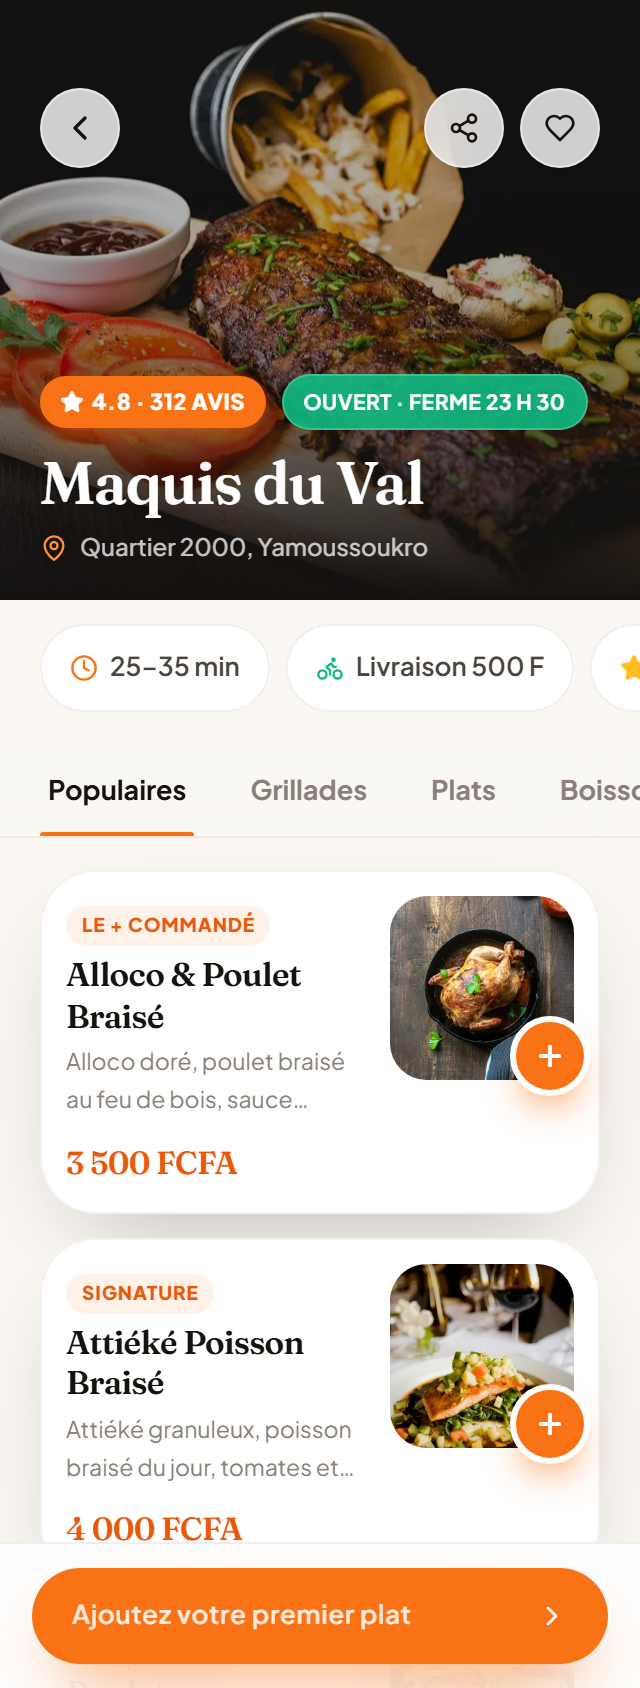 4.8 · 312 AVIS
OUVERT · FERME 23 H 30
Maquis du Val
Quartier 2000, Yamoussoukro
25–35 min
Livraison 500 F
Populaires
Grillades
Plats
Boisso
LE + COMMANDÉ
Alloco & Poulet
Braisé
Alloco doré, poulet braisé
au feu de bois, sauce…
3 500 FCFA
SIGNATURE
Attiéké Poisson
Braisé
Attiéké granuleux, poisson
braisé du jour, tomates et…
4 000 FCFA
Ajoutez votre premier plat